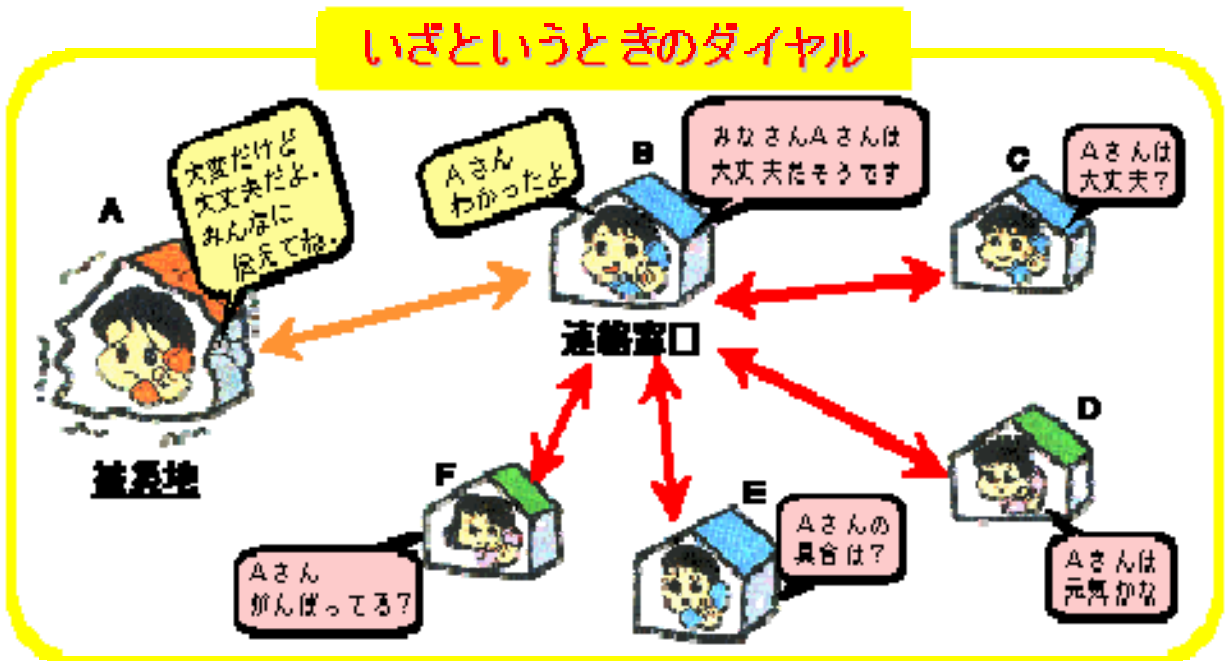 いざというときのダイヤル
A
大変だけど
大丈夫だよ.
みんなに
伝えてね.
被災地
Aさん
わかったよ
B
みなさんAさんは
大丈夫だそうです
連絡窓口
C
Aさんは
大丈夫？
D
Aさんは
元気かな
E
Aさんの
具合は？
F
Aさん
がんばってる？